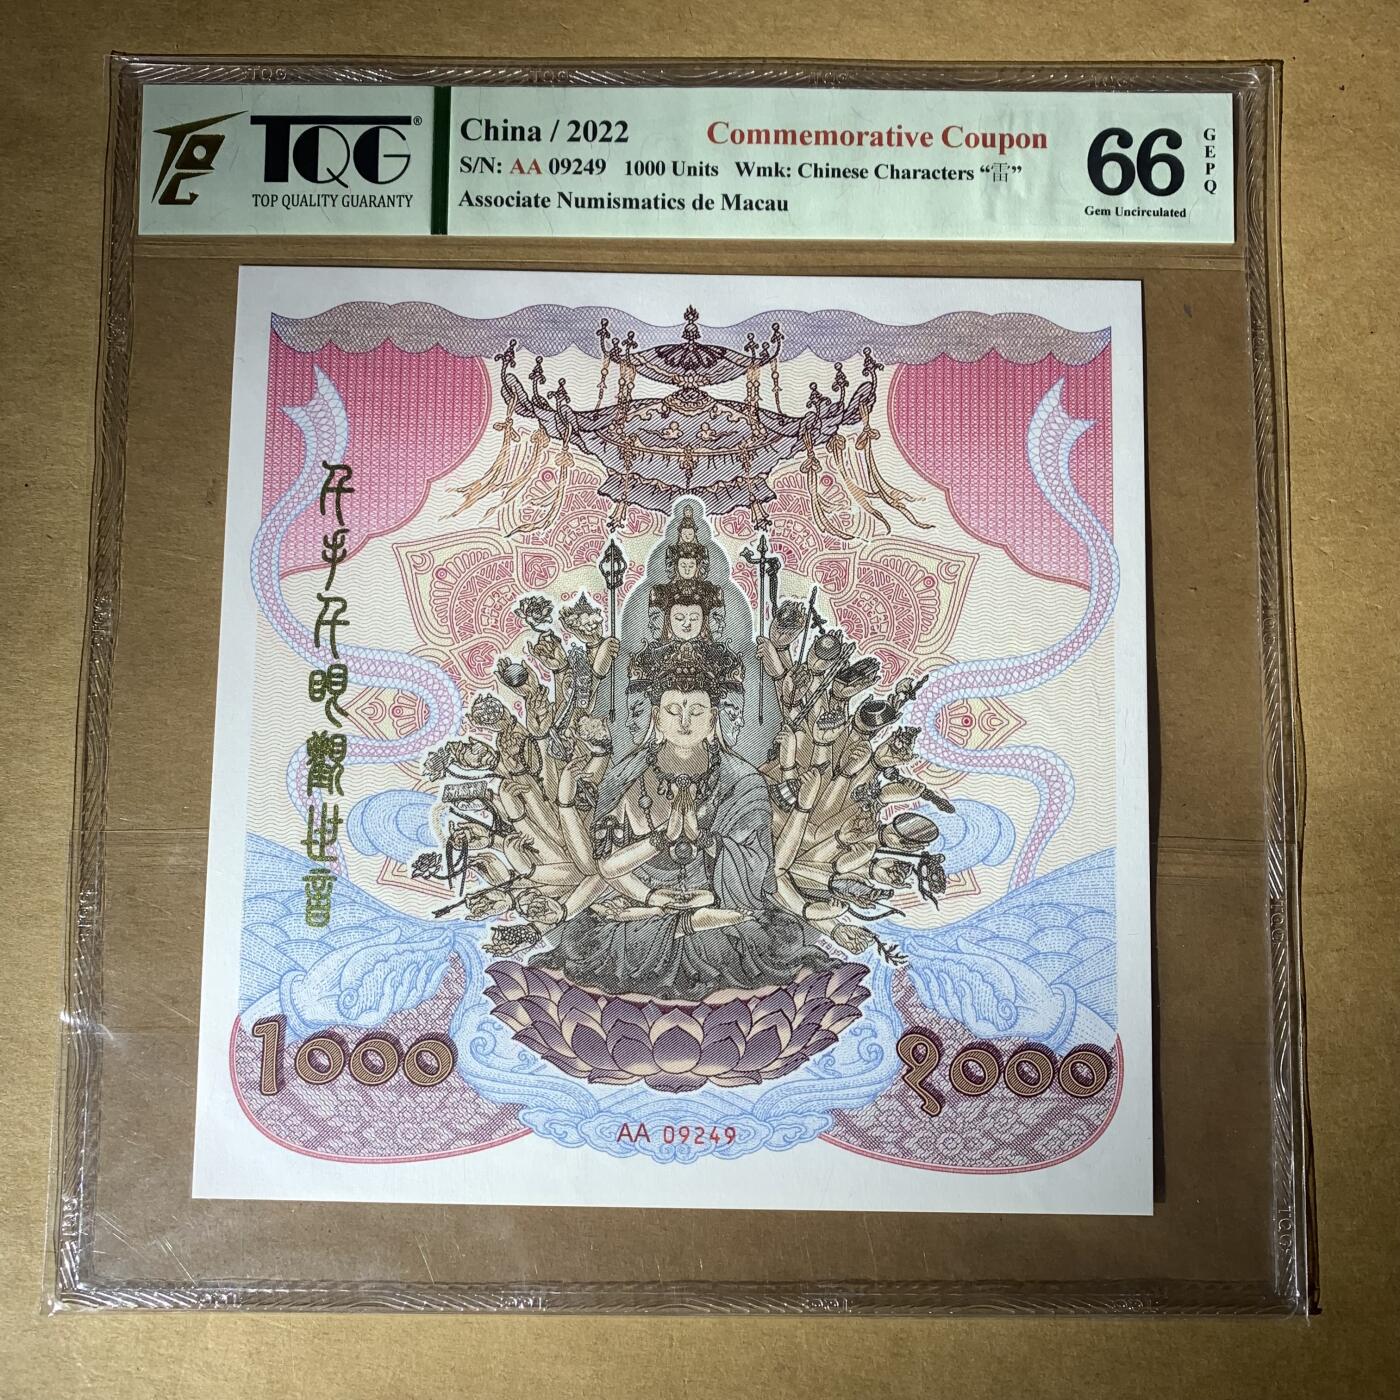 TQG®
TOP QUALITY GUARANTY
China / 2022 Commemorative Coupon
S/N: AA 09249 1000 Units Wmk: Chinese Characters “雷”
Associate Numismatics de Macau
66
Gem Uncirculated
GEPQ
千手千眼觀世音
1000
१०००
AA 09249